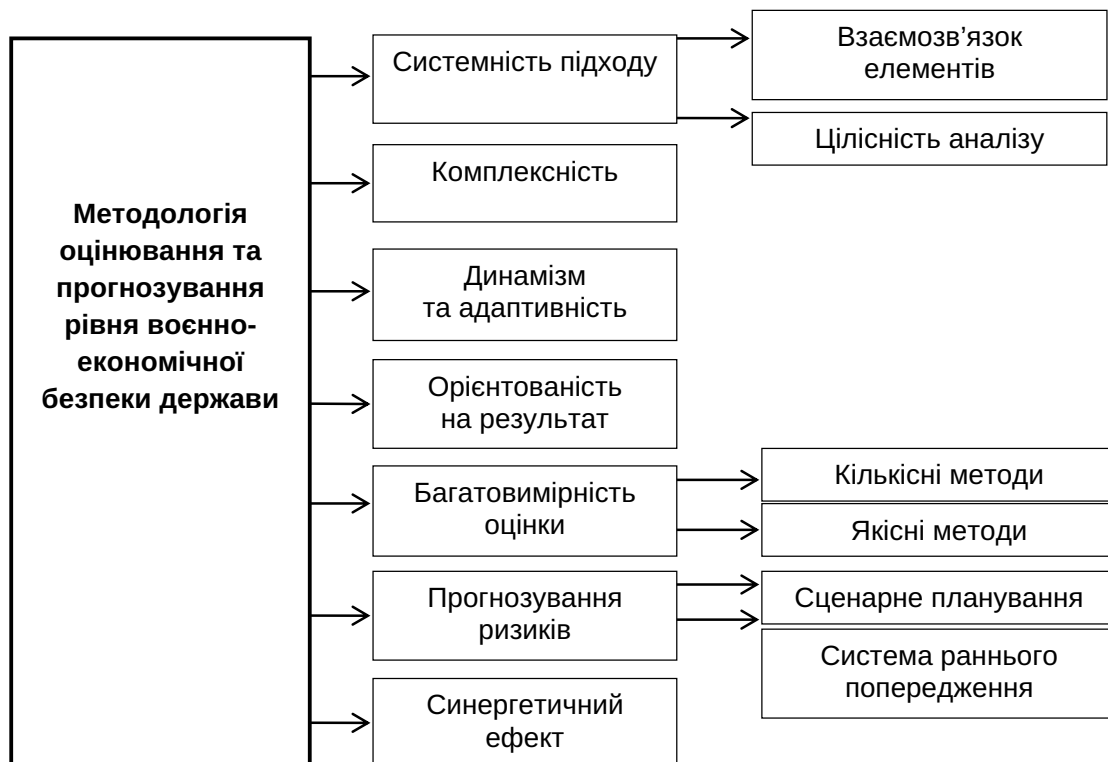 Методологія
оцінювання та
прогнозування
рівня воєнно-
економічної
безпеки держави
Системність підходу
Взаємозв’язок
елементів
Цілісність аналізу
Комплексність
Динамізм
та адаптивність
Орієнтованість
на результат
Багатовимірність
оцінки
Кількісні методи
Якісні методи
Прогнозування
ризиків
Сценарне планування
Система раннього
попередження
Синергетичний
ефект